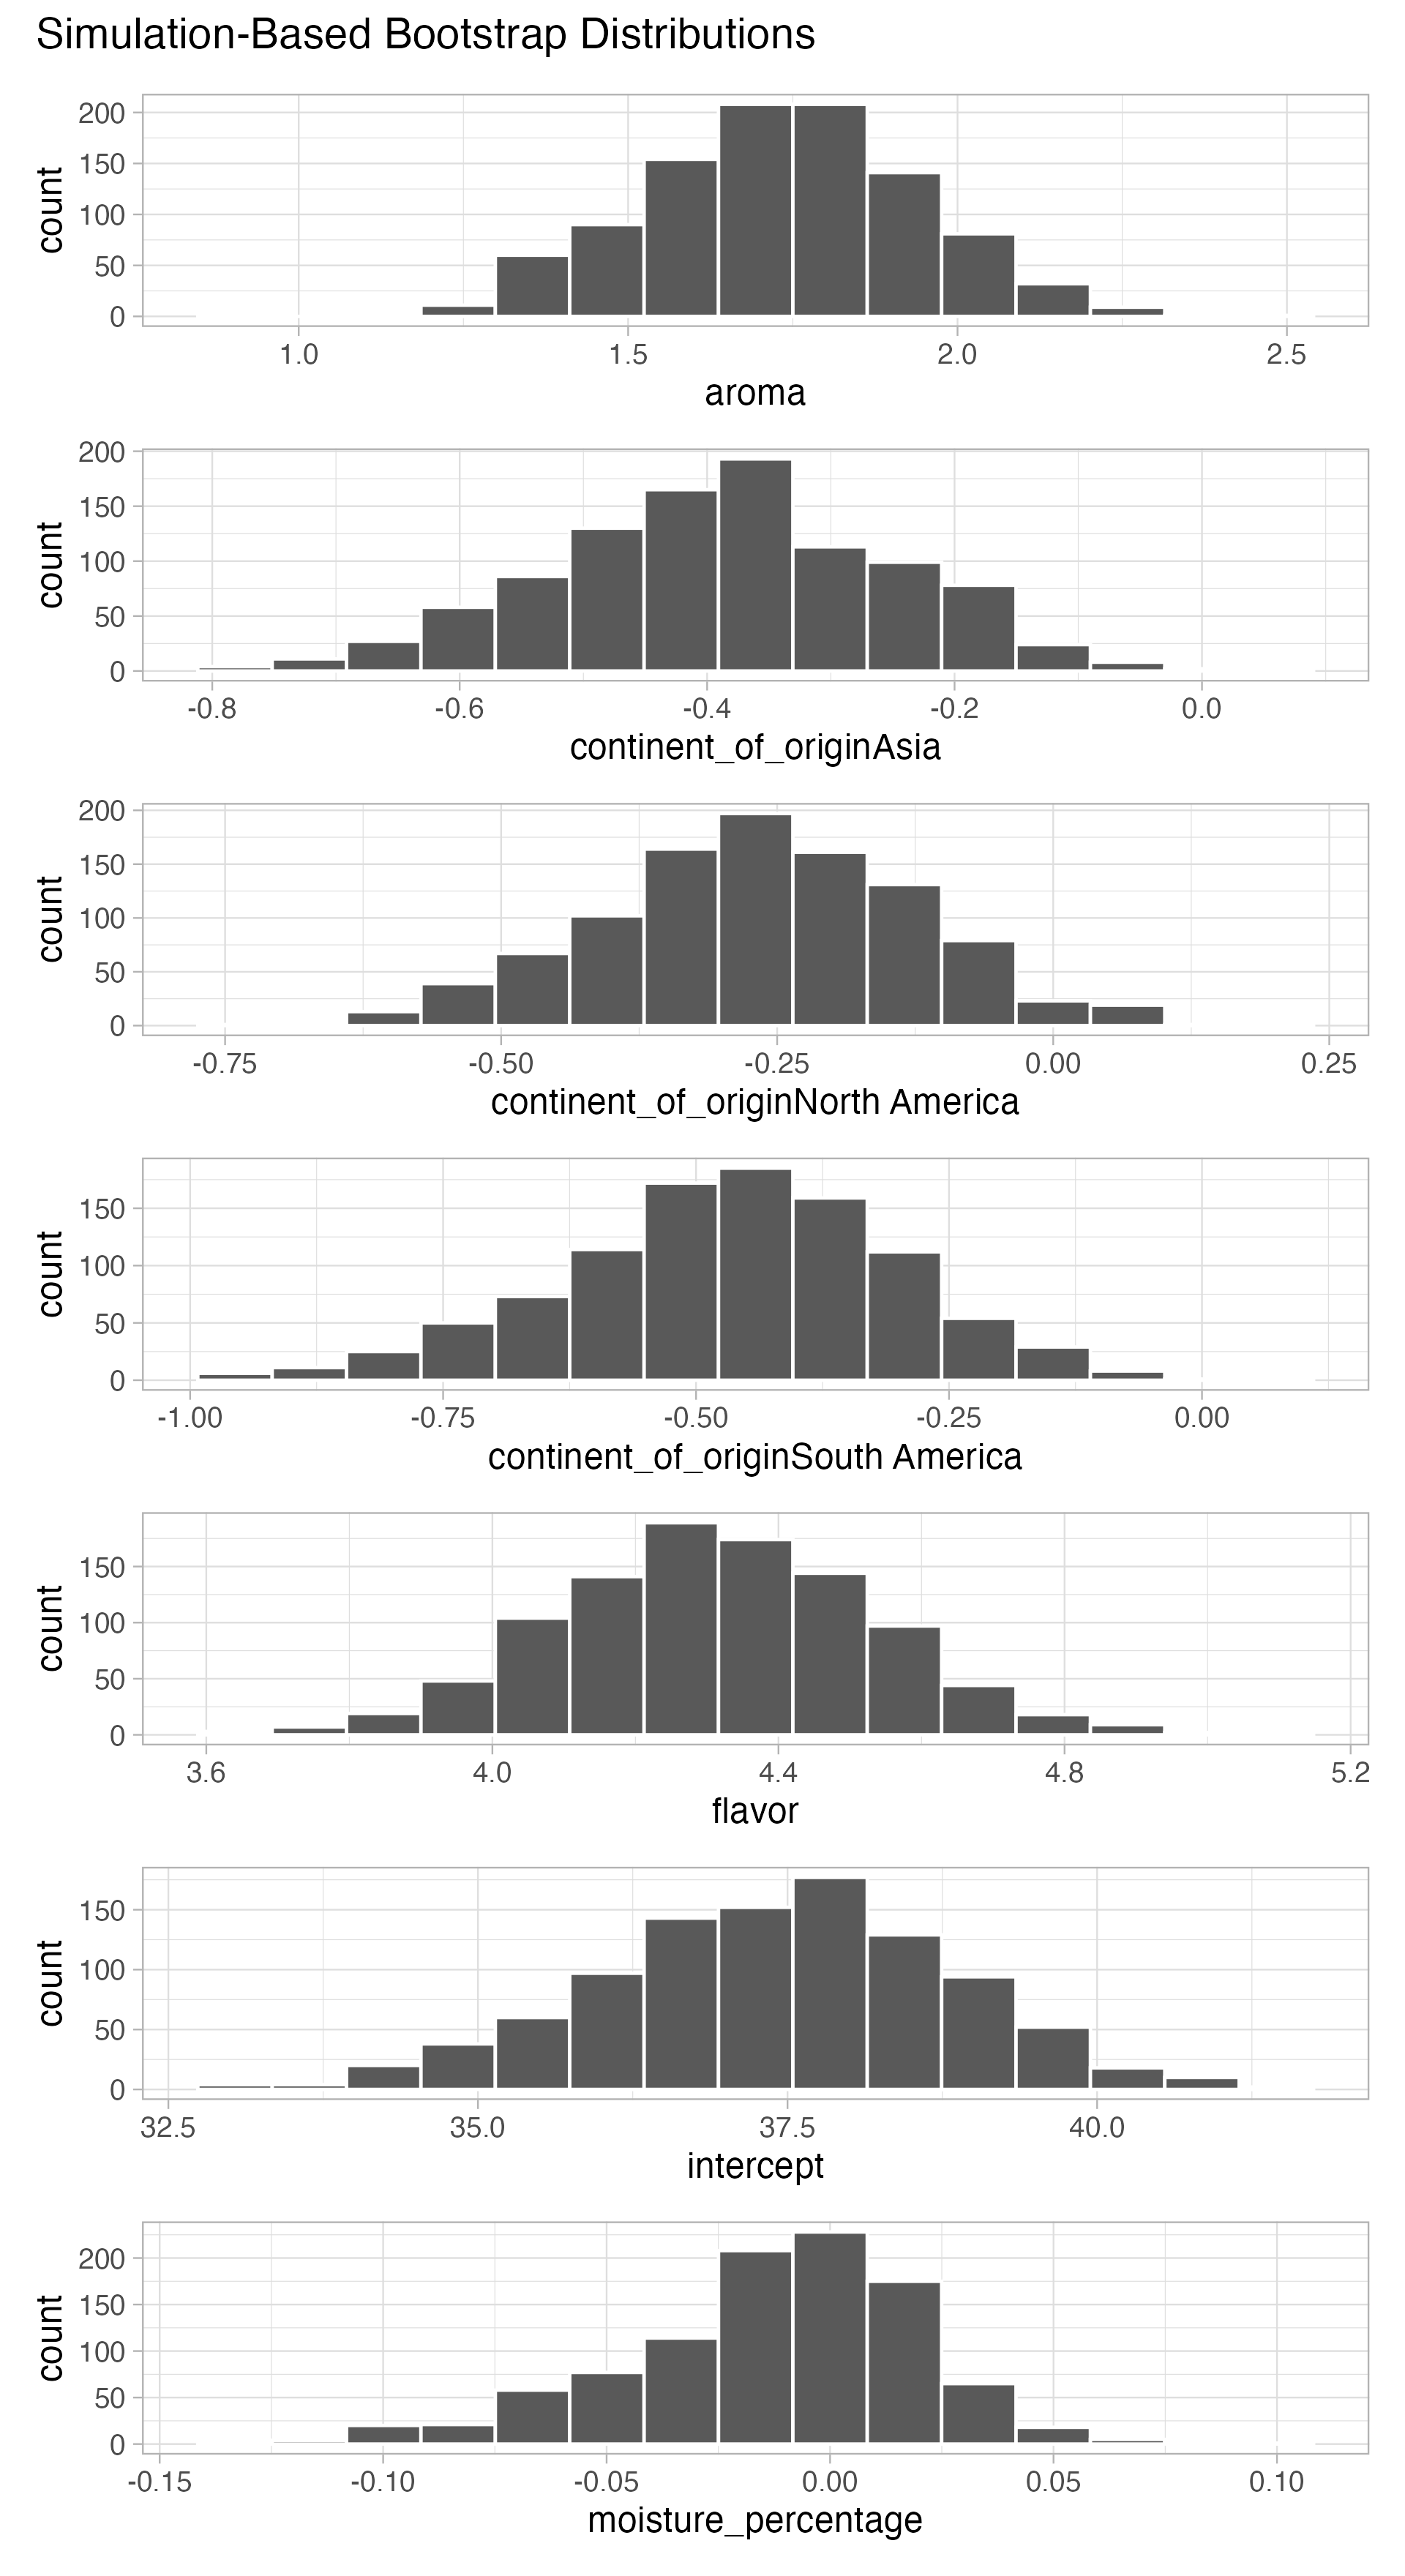 Simulation-Based Bootstrap Distributions
200
150
100
50
0
count
1.0 1.5 2.0 2.5
aroma
200
150
100
50
0
count
-0.8 -0.6 -0.4 -0.2 0.0
continent_of_originAsia
200
150
100
50
0
count
-0.75 -0.50 -0.25 0.00 0.25
continent_of_originNorth America
150
100
50
0
count
-1.00 -0.75 -0.50 -0.25 0.00
continent_of_originSouth America
150
100
50
0
count
3.6 4.0 4.4 4.8 5.2
flavor
150
100
50
0
count
32.5 35.0 37.5 40.0
intercept
200
150
100
50
0
count
-0.15 -0.10 -0.05 0.00 0.05 0.10
moisture_percentage